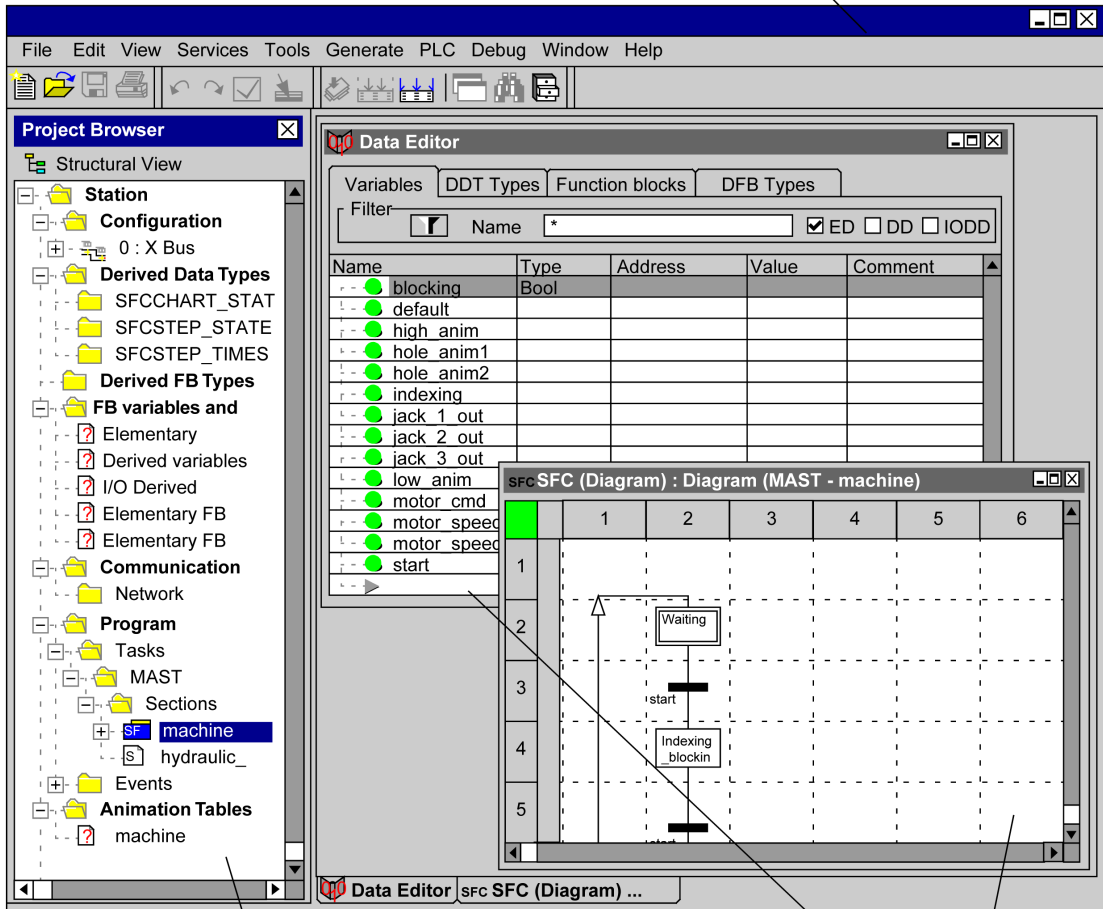 File Edit View Services Tools Generate PLC Debug Window Help
Project Browser
Structural View
Station
Configuration
0 : X Bus
Derived Data Types
SFCCHART_STAT
SFCSTEP_STATE
SFCSTEP_TIMES
Derived FB Types
FB variables and
? Elementary
? Derived variables
? I/O Derived
? Elementary FB
? Elementary FB
Communication
Network
Program
Tasks
MAST
Sections
SF machine
S hydraulic_
Events
Animation Tables
? machine
Data Editor
Variables DDT Types Function blocks DFB Types
Filter
Name * ED DD IODD
Name Type Address Value Comment
blocking Bool
default
high_anim
hole_anim1
hole_anim2
indexing
jack_1_out
jack_2_out
jack_3_out
low_anim
motor_cmd
motor_speed
motor_speed
start
SFC SFC (Diagram) : Diagram (MAST - machine)
1 2 3 4 5 6
1
2 Waiting
3 start
4 Indexing
_blockin
5
start
Data Editor SFC SFC (Diagram) ...